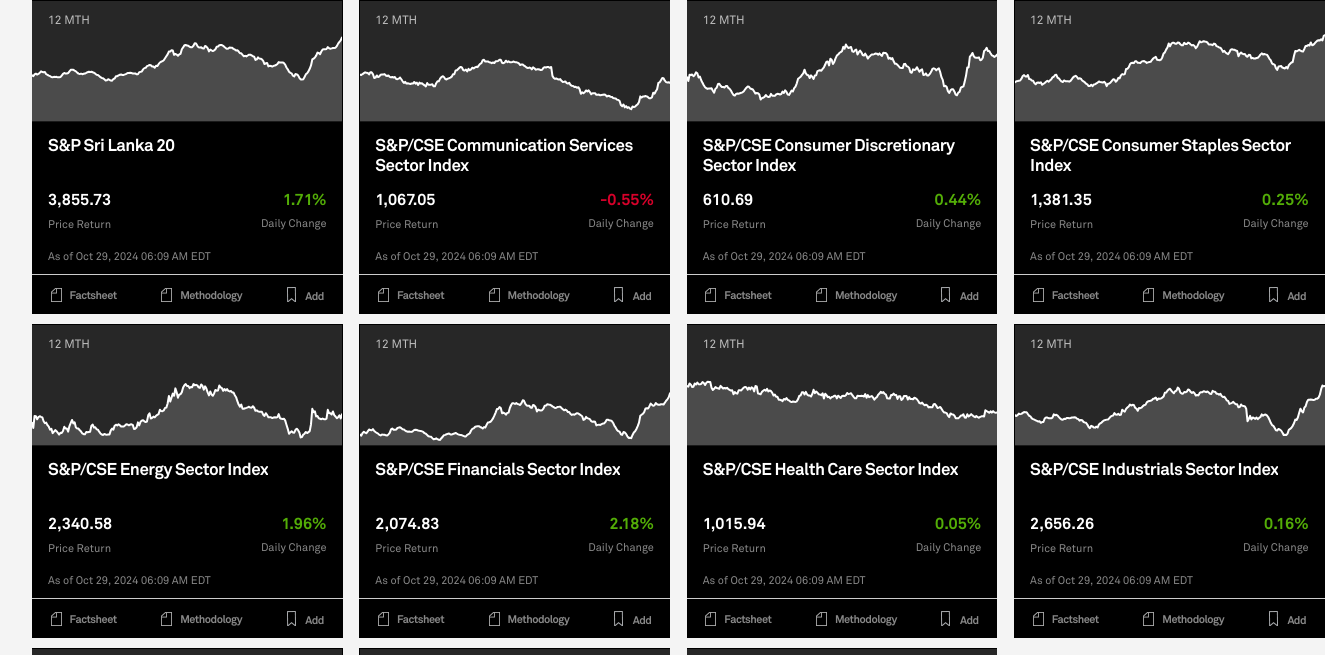 12 MTH
S&P Sri Lanka 20
3,855.73 1.71%
Price Return Daily Change
As of Oct 29, 2024 06:09 AM EDT
Factsheet Methodology Add
12 MTH
S&P/CSE Communication Services
Sector Index
1,067.05 -0.55%
Price Return Daily Change
As of Oct 29, 2024 06:09 AM EDT
Factsheet Methodology Add
12 MTH
S&P/CSE Consumer Discretionary
Sector Index
610.69 0.44%
Price Return Daily Change
As of Oct 29, 2024 06:09 AM EDT
Factsheet Methodology Add
12 MTH
S&P/CSE Consumer Staples Sector
Index
1,381.35 0.25%
Price Return Daily Change
As of Oct 29, 2024 06:09 AM EDT
Factsheet Methodology Add
12 MTH
S&P/CSE Energy Sector Index
2,340.58 1.96%
Price Return Daily Change
As of Oct 29, 2024 06:09 AM EDT
Factsheet Methodology Add
12 MTH
S&P/CSE Financials Sector Index
2,074.83 2.18%
Price Return Daily Change
As of Oct 29, 2024 06:09 AM EDT
Factsheet Methodology Add
12 MTH
S&P/CSE Health Care Sector Index
1,015.94 0.05%
Price Return Daily Change
As of Oct 29, 2024 06:09 AM EDT
Factsheet Methodology Add
12 MTH
S&P/CSE Industrials Sector Index
2,656.26 0.16%
Price Return Daily Change
As of Oct 29, 2024 06:09 AM EDT
Factsheet Methodology Add